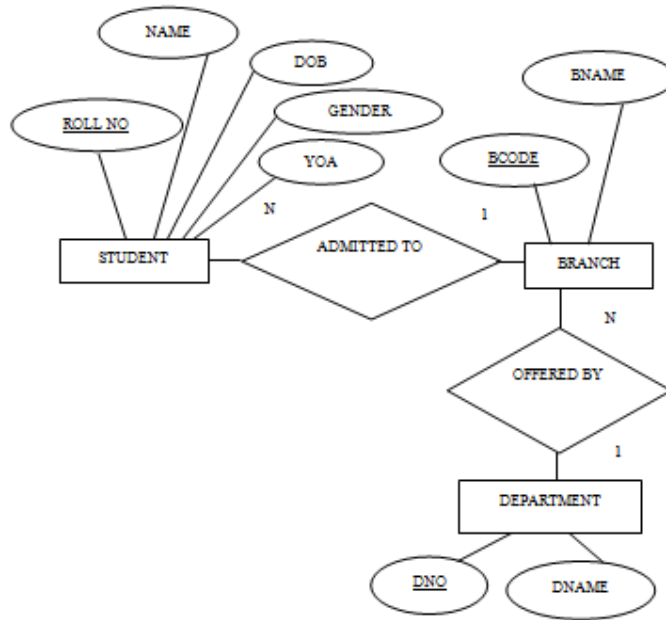 NAME
DOB
BNAME
GENDER
ROLL NO
YOA
BCODE
N
1
STUDENT
ADMITTED TO
BRANCH
N
OFFERED BY
1
DEPARTMENT
DNO
DNAME